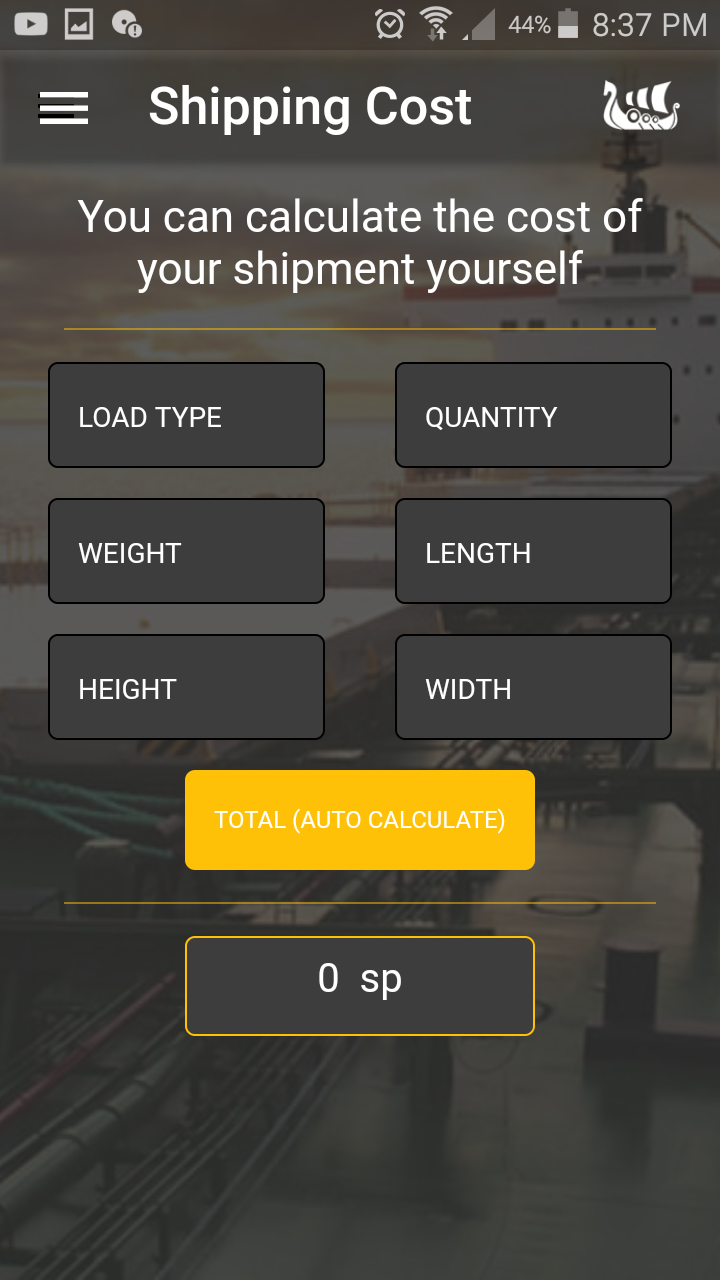 44% 8:37 PM
Shipping Cost
You can calculate the cost of
your shipment yourself
LOAD TYPE QUANTITY
WEIGHT LENGTH
HEIGHT WIDTH
TOTAL (AUTO CALCULATE)
0 sp